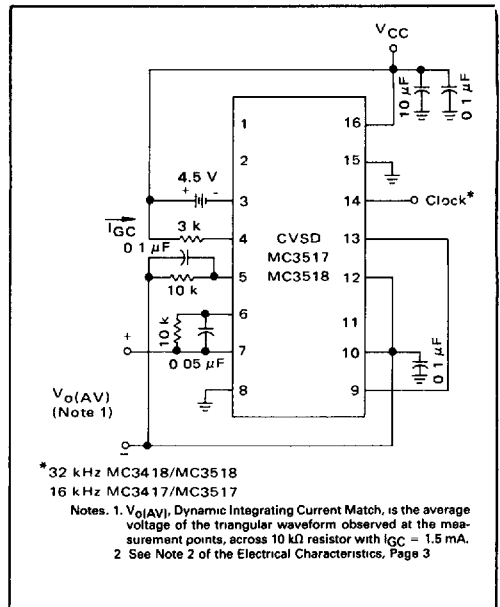 VCC
10 µF
0 1 µF
1
16
2
15
4.5 V
+ -
3
14
Clock*
IGC
3 k
4
CVSD
13
0 1 µF
MC3517
MC3518
5
12
10 k
6
11
10 k
7
10
+
0 05 µF
0 1 µF
8
9
Vo(AV)
(Note 1)
-
*32 kHz MC3418/MC3518
16 kHz MC3417/MC3517
Notes. 1. Vo(AV), Dynamic Integrating Current Match, is the average
voltage of the triangular waveform observed at the mea-
surement points, across 10 kΩ resistor with IGC = 1.5 mA.
2 See Note 2 of the Electrical Characteristics, Page 3